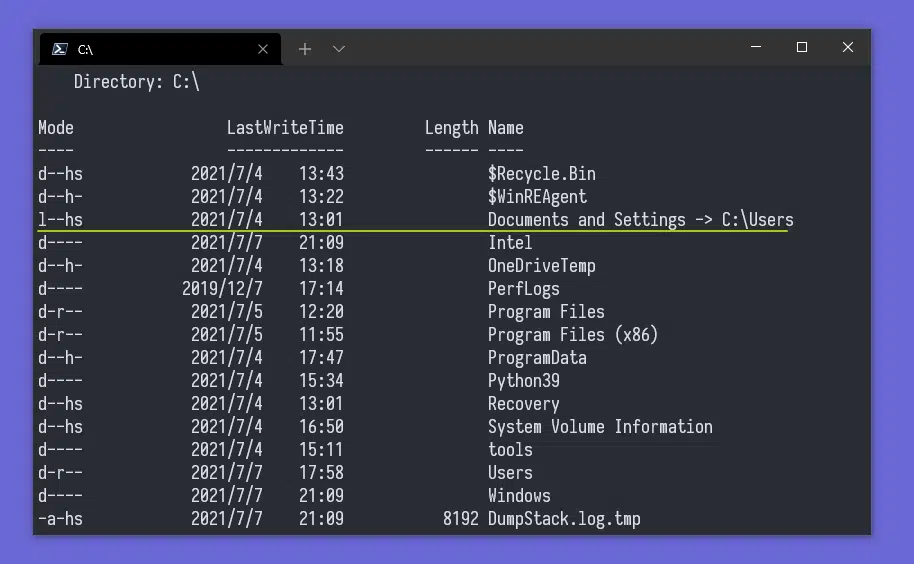 C:\
Directory: C:\
Mode LastWriteTime Length Name
---- ------------- ------ ----
d--hs 2021/7/4 13:43 $Recycle.Bin
d--h- 2021/7/4 13:22 $WinREAgent
l--hs 2021/7/4 13:01 Documents and Settings -> C:\Users
d---- 2021/7/7 21:09 Intel
d--h- 2021/7/4 13:18 OneDriveTemp
d---- 2019/12/7 17:14 PerfLogs
d-r-- 2021/7/5 12:20 Program Files
d-r-- 2021/7/5 11:55 Program Files (x86)
d--h- 2021/7/4 17:47 ProgramData
d---- 2021/7/4 15:34 Python39
d--hs 2021/7/4 13:01 Recovery
d--hs 2021/7/4 16:50 System Volume Information
d---- 2021/7/4 15:11 tools
d-r-- 2021/7/7 17:58 Users
d---- 2021/7/7 21:09 Windows
-a-hs 2021/7/7 21:09 8192 DumpStack.log.tmp